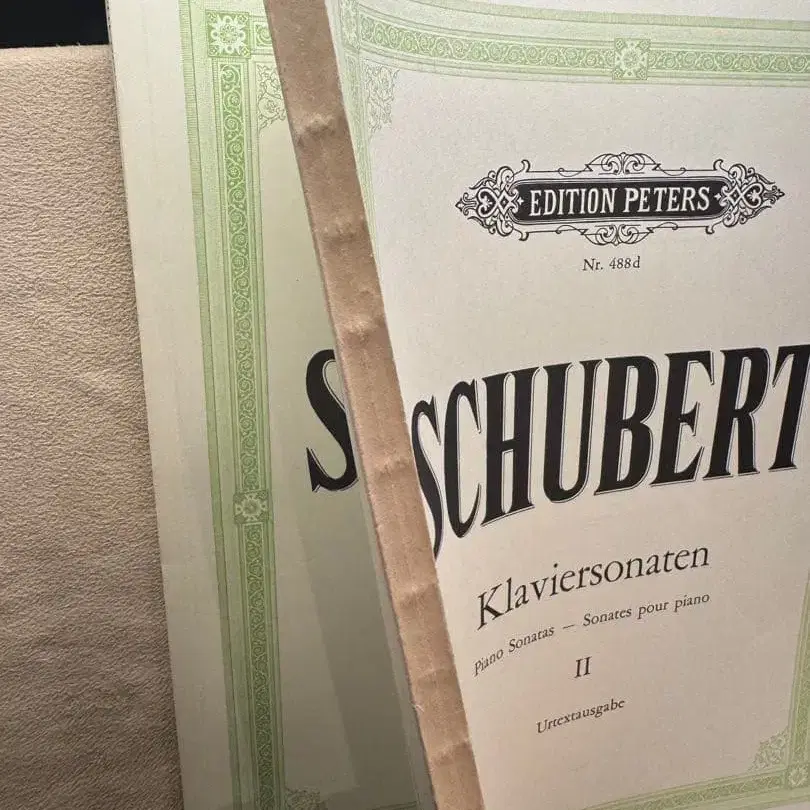 EDITION PETERS
Nr. 488d
S
SCHUBERT
Klaviersonaten
Piano Sonatas — Sonates pour piano
II
Urtextausgabe